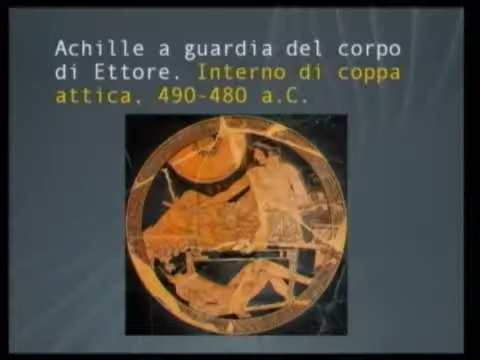 Achille a guardia del corpo
di Ettore. Interno di coppa
attica, 490-480 a.C.